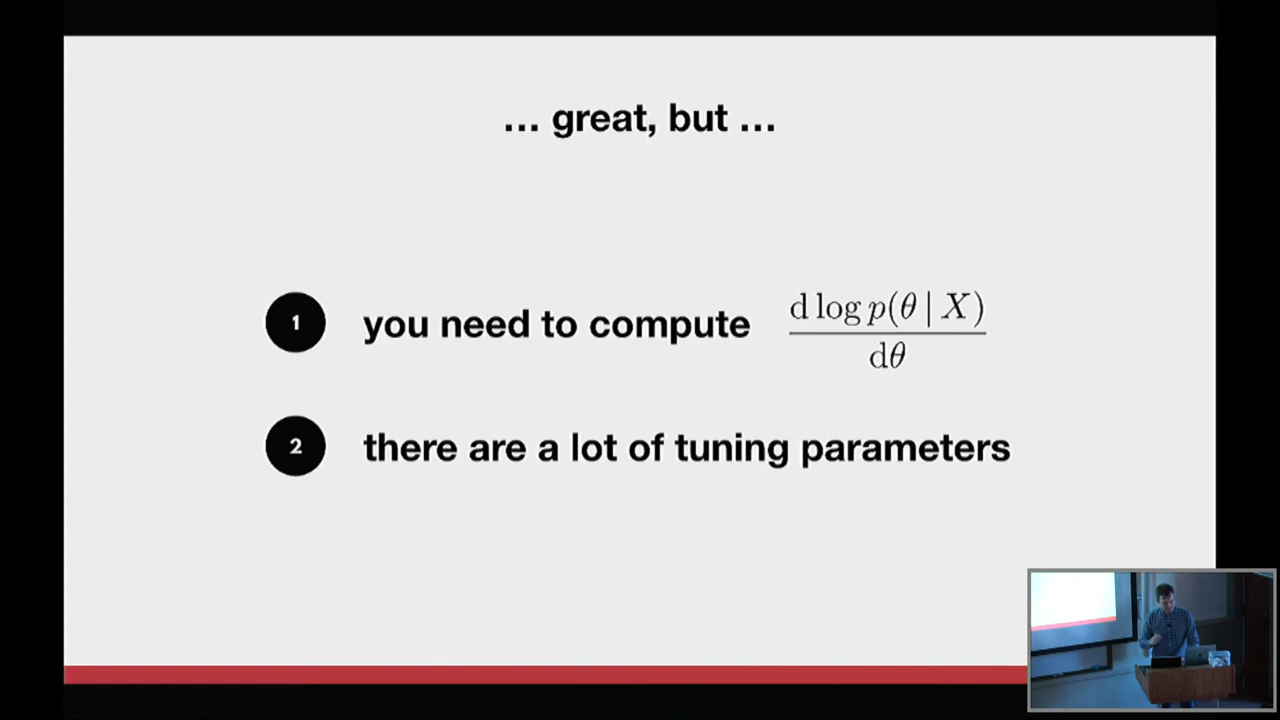 ... great, but ...
1 you need to compute d log p(θ | X) / dθ
2 there are a lot of tuning parameters